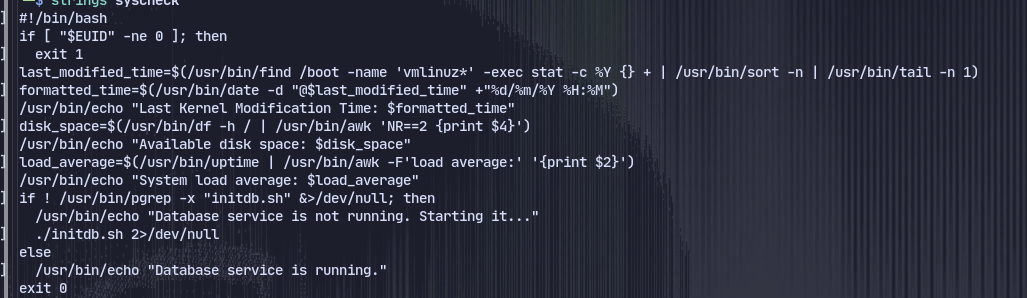 $ strings syscheck
#!/bin/bash
if [ "$EUID" -ne 0 ]; then
  exit 1
last_modified_time=$(/usr/bin/find /boot -name 'vmlinuz*' -exec stat -c %Y {} + | /usr/bin/sort -n | /usr/bin/tail -n 1)
formatted_time=$(/usr/bin/date -d "@$last_modified_time" +"%d/%m/%Y %H:%M")
/usr/bin/echo "Last Kernel Modification Time: $formatted_time"
disk_space=$(/usr/bin/df -h / | /usr/bin/awk 'NR==2 {print $4}')
/usr/bin/echo "Available disk space: $disk_space"
load_average=$(/usr/bin/uptime | /usr/bin/awk -F'load average:' '{print $2}')
/usr/bin/echo "System load average: $load_average"
if ! /usr/bin/pgrep -x "initdb.sh" &>/dev/null; then
  /usr/bin/echo "Database service is not running. Starting it..."
  ./initdb.sh 2>/dev/null
else
  /usr/bin/echo "Database service is running."
exit 0